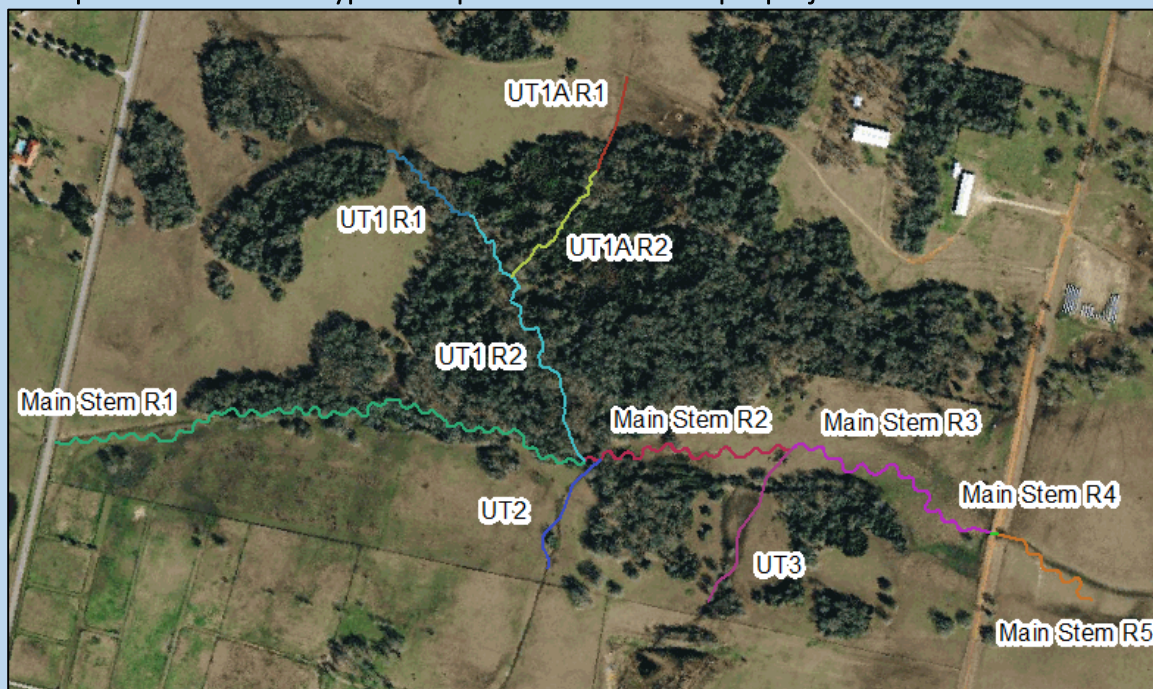 UT1A R1
UT1 R1
UT1A R2
UT1 R2
Main Stem R1
Main Stem R2
Main Stem R3
Main Stem R4
UT2
UT3
Main Stem R5